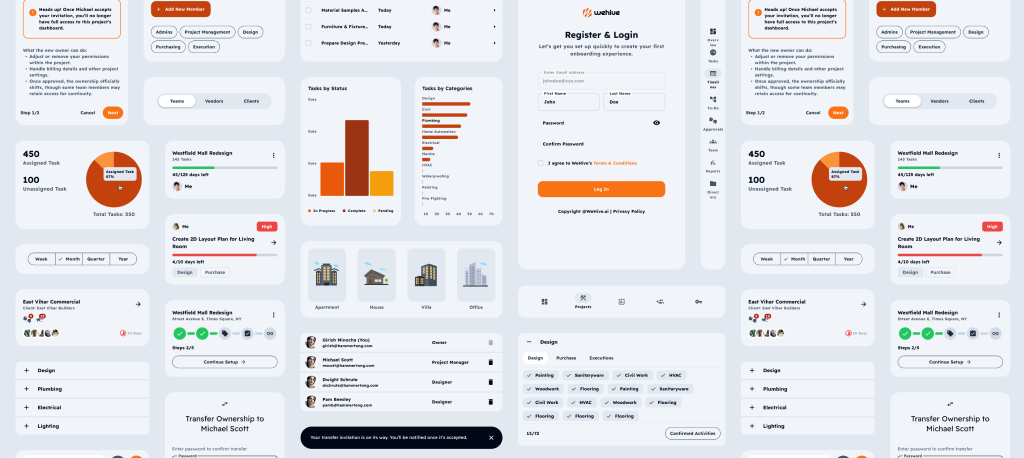 Heads up! Once Michael accepts
your invitation, you'll no longer
have full access to this project's
dashboard.
What the new owner can do:
• Adjust or remove your permissions
within the project.
• Handle billing details and other project
settings.
• Once approved, the ownership officially
shifts, though some team members may
retain access for continuity.
Step 1/2
Cancel
Next
450
Assigned Task
100
Unassigned Task
Assigned Task
87%
Total Tasks: 550
Week
Month
Quarter
Year
East Vihar Commercial
Client: East Vihar Builders
Design
Plumbing
Electrical
Lighting
+ Add New Member
Admins
Project Management
Design
Purchasing
Execution
Teams
Vendors
Clients
Westfield Mall Redesign
145 Tasks
45/125 days left
Me
Me
High
Create 2D Layout Plan for Living
Room
4/10 days left
Design
Purchase
Westfield Mall Redesign
Street Avenue 8, Times Square, NY
Steps 2/5
Continue Setup →
Transfer Ownership to
Michael Scott
Enter password to confirm transfer
Password
Material Samples A...
Today
Me
Furniture & Fixture...
Today
Me
Prepare Design Pre...
Yesterday
Me
Tasks by Status
Data
Data
Data
Data
In Progress
Complete
Pending
Tasks by Categories
Design
Civil
Plumbing
Home Automation
Electrical
Marble
HVAC
Waterproofing
Painting
Fire Fighting
10 20 30 40 50 60 70
Apartment
House
Villa
Office
Girish Minocha (You)
girish@hammertong.com
Owner
Michael Scott
mscott@hammertong.com
Project Manager
Dwight Schrute
dschrute@hammertong.com
Designer
Pam Beesley
pamb@hammertong.com
Designer
Your transfer invitation is on its way. You'll be notified once it's accepted.
wehive
Register & Login
Let's get you set up quickly to create your first
onboarding experience.
Enter Email Address
johndoe@xyz.com
First Name
John
Last Name
Doe
Password
Confirm Password
I agree to WeHive's Terms & Conditions
Log In
Copyright @WeHive.ai | Privacy Policy
Tasks
Timeli
nes
To-Do
Approvals
Team
Reports
Direct
ory
Projects
Design
Design
Purchase
Executions
Painting
Sanitaryware
Civil Work
HVAC
Woodwork
Flooring
Painting
Sanitaryware
Civil Work
HVAC
Woodwork
Flooring
Flooring
Flooring
Flooring
13/72
Confirmed Activities
Heads up! Once Michael accepts
your invitation, you'll no longer
have full access to this project's
dashboard.
What the new owner can do:
• Adjust or remove your permissions
within the project.
• Handle billing details and other project
settings.
• Once approved, the ownership officially
shifts, though some team members may
retain access for continuity.
Step 1/2
Cancel
Next
450
Assigned Task
100
Unassigned Task
Assigned Task
87%
Total Tasks: 550
Week
Month
Quarter
Year
East Vihar Commercial
Client: East Vihar Builders
Design
Plumbing
Electrical
Lighting
+ Add New Member
Admins
Project Management
Design
Purchasing
Execution
Teams
Vendors
Clients
Westfield Mall Redesign
145 Tasks
45/125 days left
Me
Me
High
Create 2D Layout Plan for Living
Room
4/10 days left
Design
Purchase
Westfield Mall Redesign
Street Avenue 8, Times Square, NY
Steps 2/5
Continue Setup →
Transfer Ownership to
Michael Scott
Enter password to confirm transfer
Password